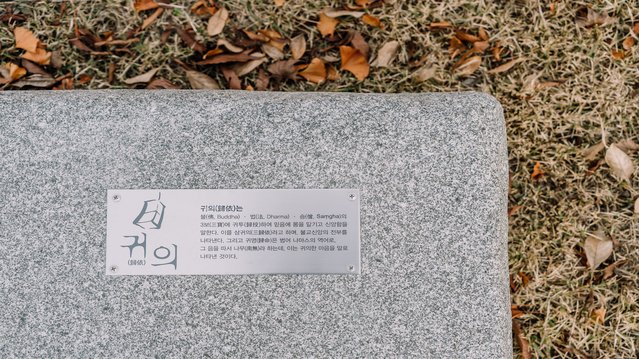 귀의
(歸依)
귀의(歸依)는
불(佛, Buddha) · 법(法, Dharma) · 승(僧, Samgha)의
3보(三寶)에 귀투(歸投)하여 믿음에 몸을 맡기고 신앙함을
말한다. 이를 삼귀의(三歸依)라고 하며, 불교신앙의 전부를
나타낸다. 그리고 귀명(歸命)은 범어 나마스의 역어로,
그 음을 따서 나무(南無)라 하는데, 이는 귀의한 마음을 말로
나타낸 것이다.